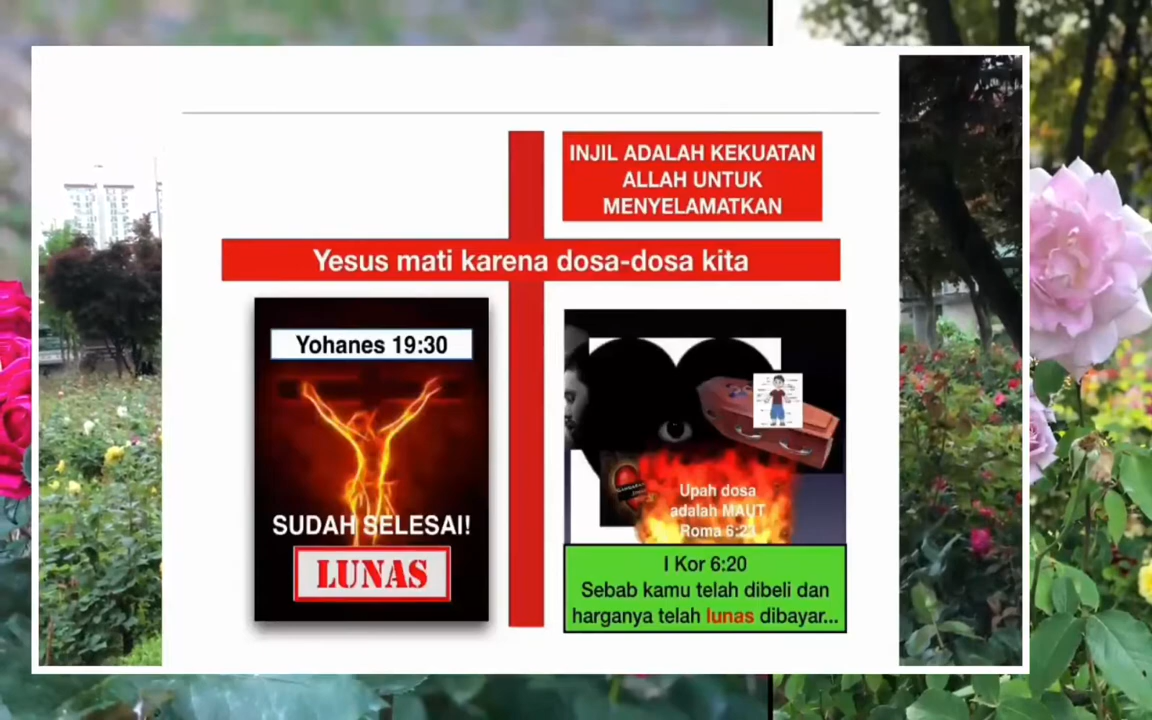 INJIL ADALAH KEKUATAN
ALLAH UNTUK
MENYELAMATKAN
Yesus mati karena dosa-dosa kita
Yohanes 19:30
SUDAH SELESAI!
LUNAS
Upah dosa
adalah MAUT
Roma 6:23
I Kor 6:20
Sebab kamu telah dibeli dan
harganya telah lunas dibayar...